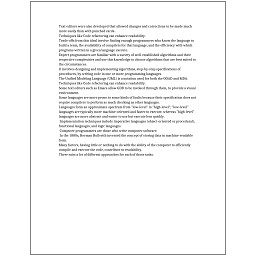 Text editors were also developed that allowed changes and corrections to be made much
more easily than with punched cards.
Techniques like Code refactoring can enhance readability.
Trade-offs from this ideal involve finding enough programmers who know the language to
build a team, the availability of compilers for that language, and the efficiency with which
programs written in a given language execute.
Expert programmers are familiar with a variety of well-established algorithms and their
respective complexities and use this knowledge to choose algorithms that are best suited to
the circumstances.
It involves designing and implementing algorithms, step-by-step specifications of
procedures, by writing code in one or more programming languages.
The Unified Modeling Language (UML) is a notation used for both the OOAD and MDA.
Techniques like Code refactoring can enhance readability.
Some text editors such as Emacs allow GDB to be invoked through them, to provide a visual
environment.
Some languages are more prone to some kinds of faults because their specification does not
require compilers to perform as much checking as other languages.
Languages form an approximate spectrum from "low-level" to "high-level"; "low-level"
languages are typically more machine-oriented and faster to execute, whereas "high-level"
languages are more abstract and easier to use but execute less quickly.
Implementation techniques include imperative languages (object-oriented or procedural),
functional languages, and logic languages.
Computer programmers are those who write computer software.
In the 1880s, Herman Hollerith invented the concept of storing data in machine-readable
form.
Many factors, having little or nothing to do with the ability of the computer to efficiently
compile and execute the code, contribute to readability.
There exist a lot of different approaches for each of those tasks.